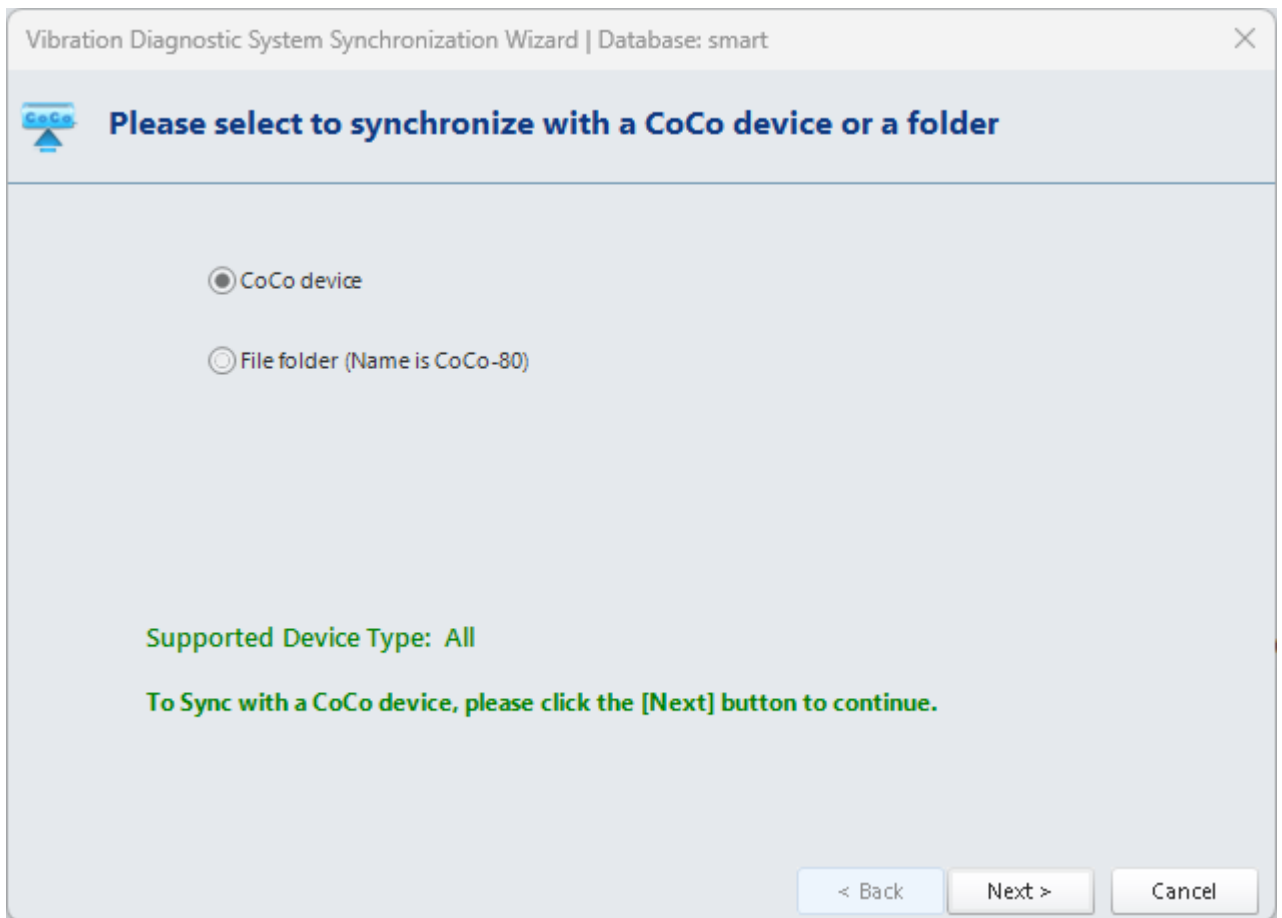 Vibration Diagnostic System Synchronization Wizard | Database: smart
CoCo
Please select to synchronize with a CoCo device or a folder
CoCo device
File folder (Name is CoCo-80)
Supported Device Type: All
To Sync with a CoCo device, please click the [Next] button to continue.
< Back
Next >
Cancel